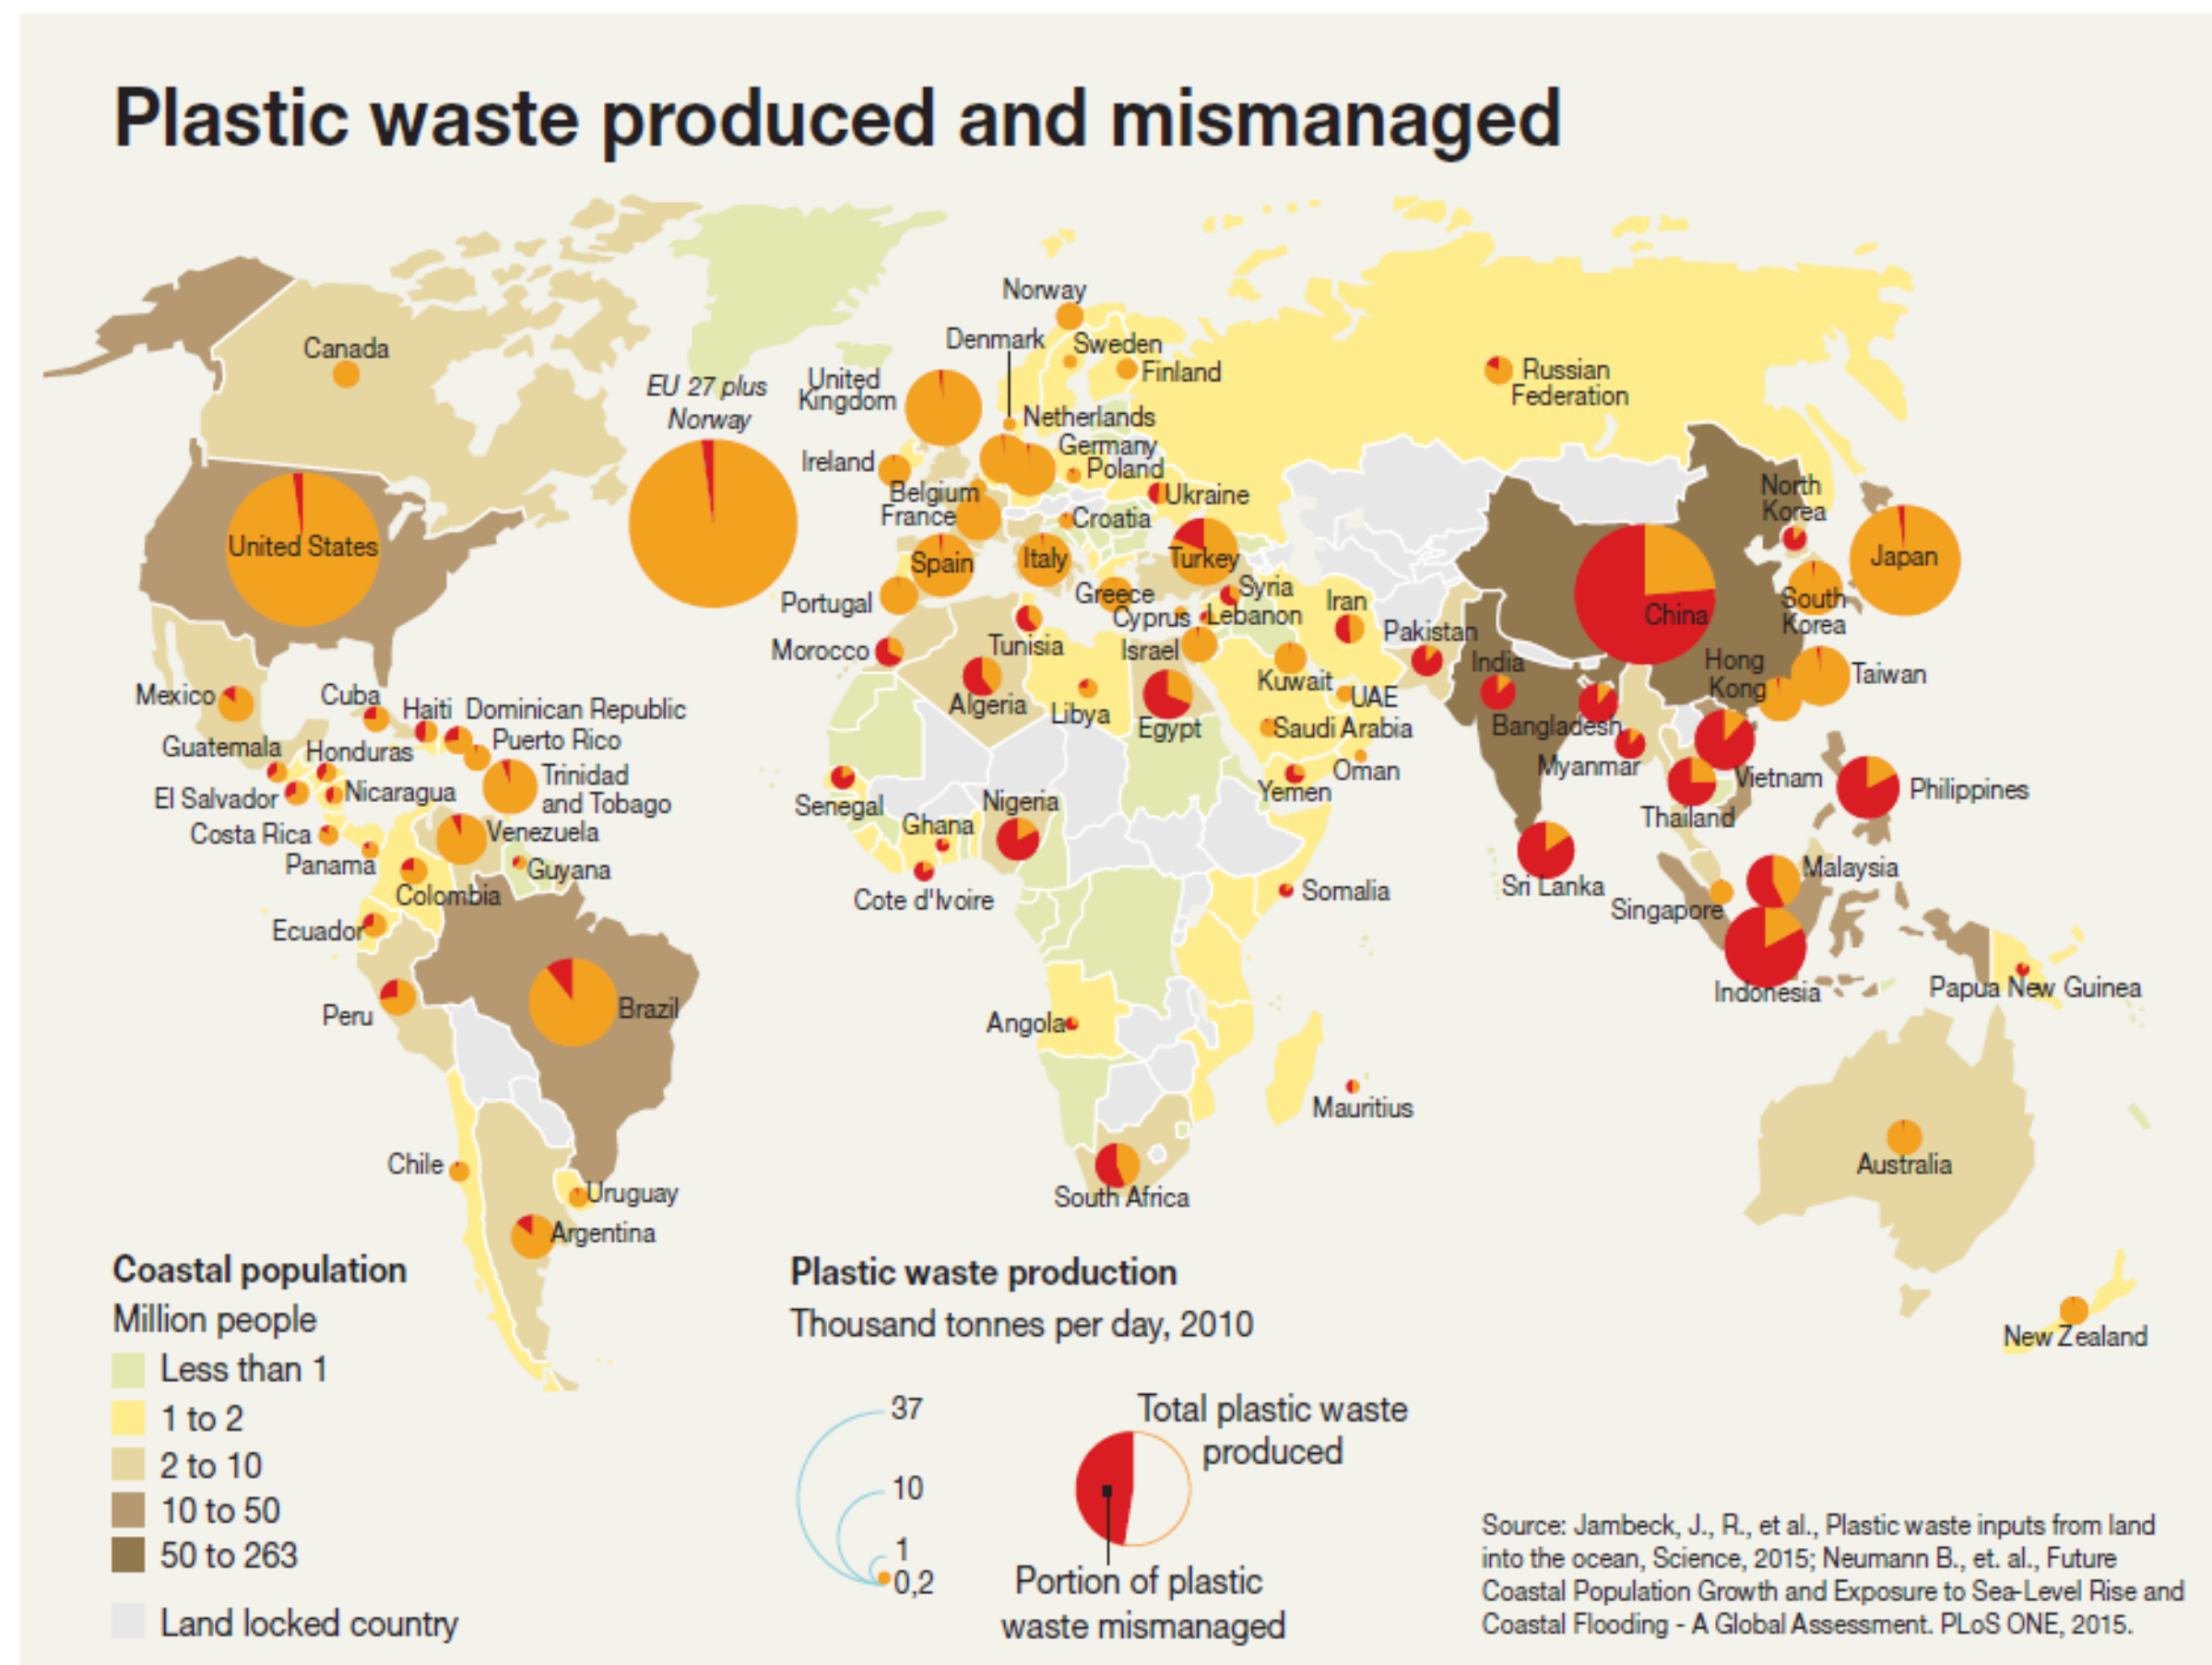 Plastic waste produced and mismanaged
Norway
Denmark
Sweden
Finland
Canada
EU 27 plus
Norway
United
Kingdom
Russian
Federation
Netherlands
Germany
Poland
Ireland
Belgium
France
Ukraine
Croatia
North
Korea
United States
Spain
Italy
Turkey
Japan
Portugal
Greece
Syria
Cyprus
Lebanon
Iran
China
South
Korea
Morocco
Tunisia
Israel
Pakistan
India
Hong
Kong
Taiwan
Mexico
Cuba
Haiti
Dominican Republic
Puerto Rico
Algeria
Libya
Egypt
Kuwait
UAE
Saudi Arabia
Bangladesh
Guatemala
Honduras
Trinidad
and Tobago
Oman
Yemen
Myanmar
Vietnam
Philippines
El Salvador
Nicaragua
Senegal
Nigeria
Ghana
Thailand
Costa Rica
Venezuela
Panama
Guyana
Colombia
Cote d'Ivoire
Somalia
Sri Lanka
Malaysia
Singapore
Ecuador
Indonesia
Papua New Guinea
Peru
Brazil
Angola
Mauritius
Chile
Uruguay
Argentina
South Africa
Australia
New Zealand
Coastal population
Million people
Less than 1
1 to 2
2 to 10
10 to 50
50 to 263
Land locked country
Plastic waste production
Thousand tonnes per day, 2010
37
10
1
0,2
Total plastic waste
produced
Portion of plastic
waste mismanaged
Source: Jambeck, J., R., et al., Plastic waste inputs from land
into the ocean, Science, 2015; Neumann B., et. al., Future
Coastal Population Growth and Exposure to Sea-Level Rise and
Coastal Flooding - A Global Assessment. PLoS ONE, 2015.